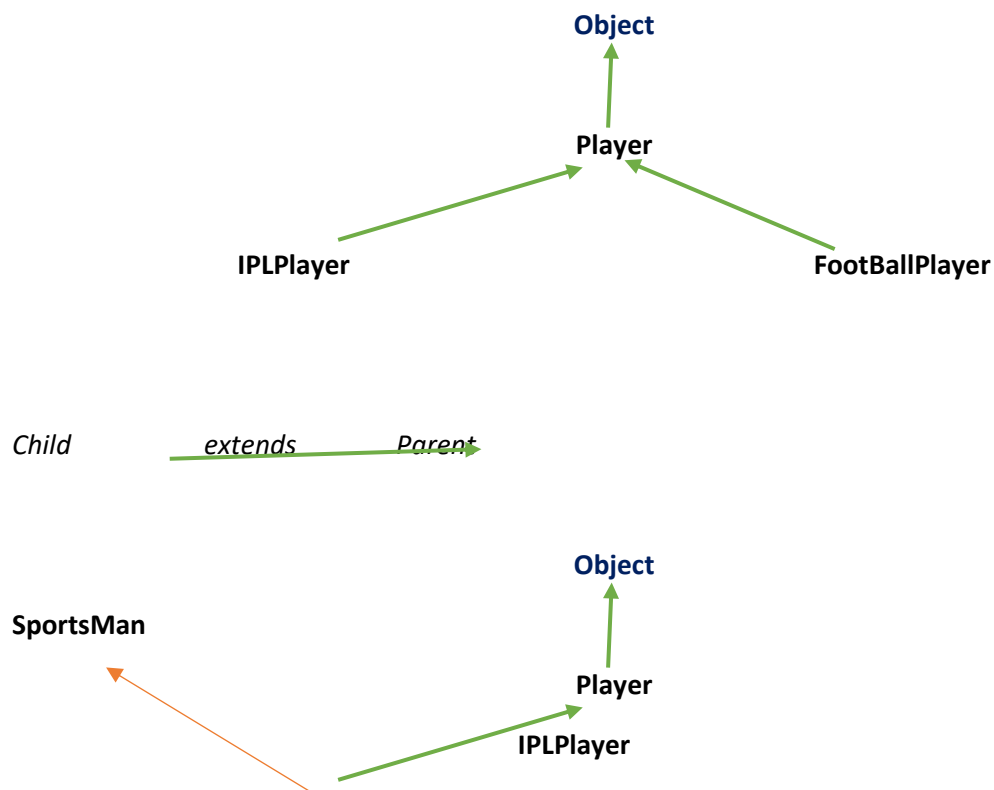 Object
Player
IPLPlayer FootBallPlayer
Child extends Parent
Object
SportsMan
Player
IPLPlayer